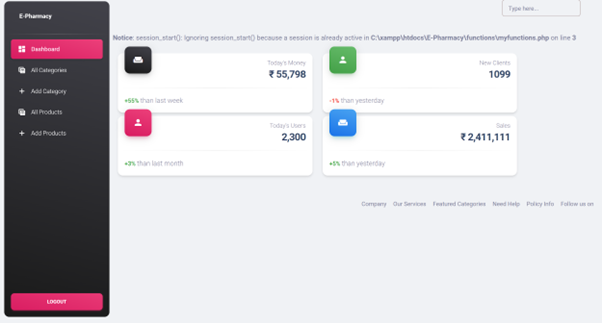 E-Pharmacy
Type here...
Dashboard
All Categories
Add Category
All Products
Add Products
LOGOUT
Notice: session_start(): Ignoring session_start() because a session is already active in C:\xampp\htdocs\E-Pharmacy\functions\myfunctions.php on line 3
Today's Money
₹ 55,798
+55% than last week
New Clients
1099
-1% than yesterday
Today's Users
2,300
+3% than last month
Sales
₹ 2,411,111
+5% than yesterday
Company Our Services Featured Categories Need Help Policy Info Follow us on